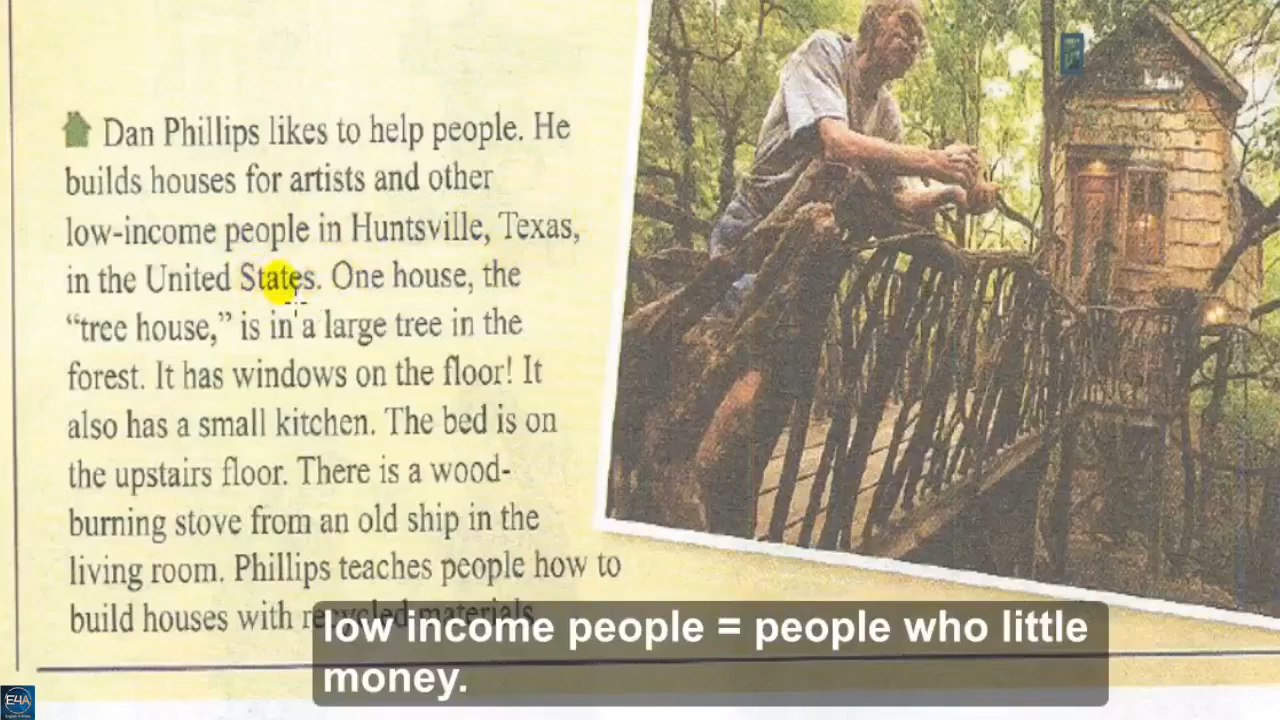 Dan Phillips likes to help people. He
builds houses for artists and other
low-income people in Huntsville, Texas,
in the United States. One house, the
“tree house,” is in a large tree in the
forest. It has windows on the floor! It
also has a small kitchen. The bed is on
the upstairs floor. There is a wood-
burning stove from an old ship in the
living room. Phillips teaches people how to
build houses with recycled materials.
low income people = people who little
money.
E4A